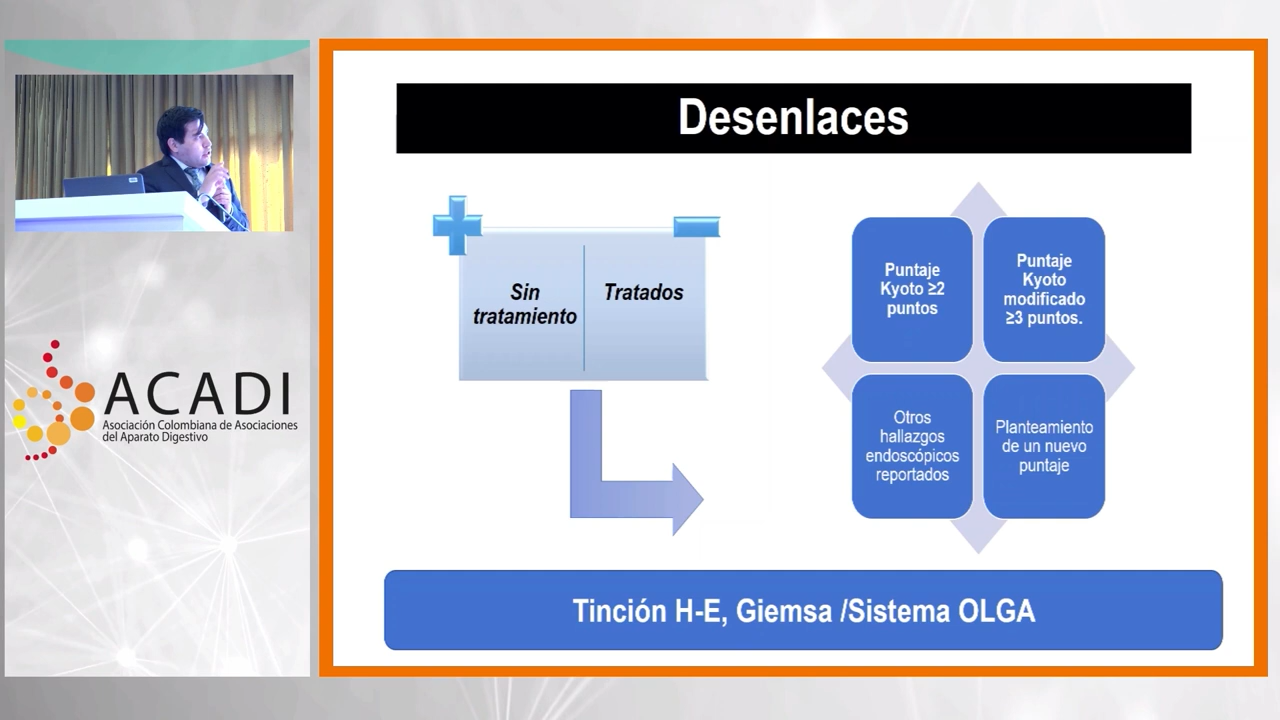 Desenlaces
Sin
tratamiento
Tratados
Puntaje
Kyoto ≥2
puntos
Puntaje
Kyoto
modificado
≥3 puntos.
Otros
hallazgos
endoscópicos
reportados
Planteamiento
de un nuevo
puntaje
Tinción H-E, Giemsa /Sistema OLGA
ACADI
Asociación Colombiana de Asociaciones
del Aparato Digestivo